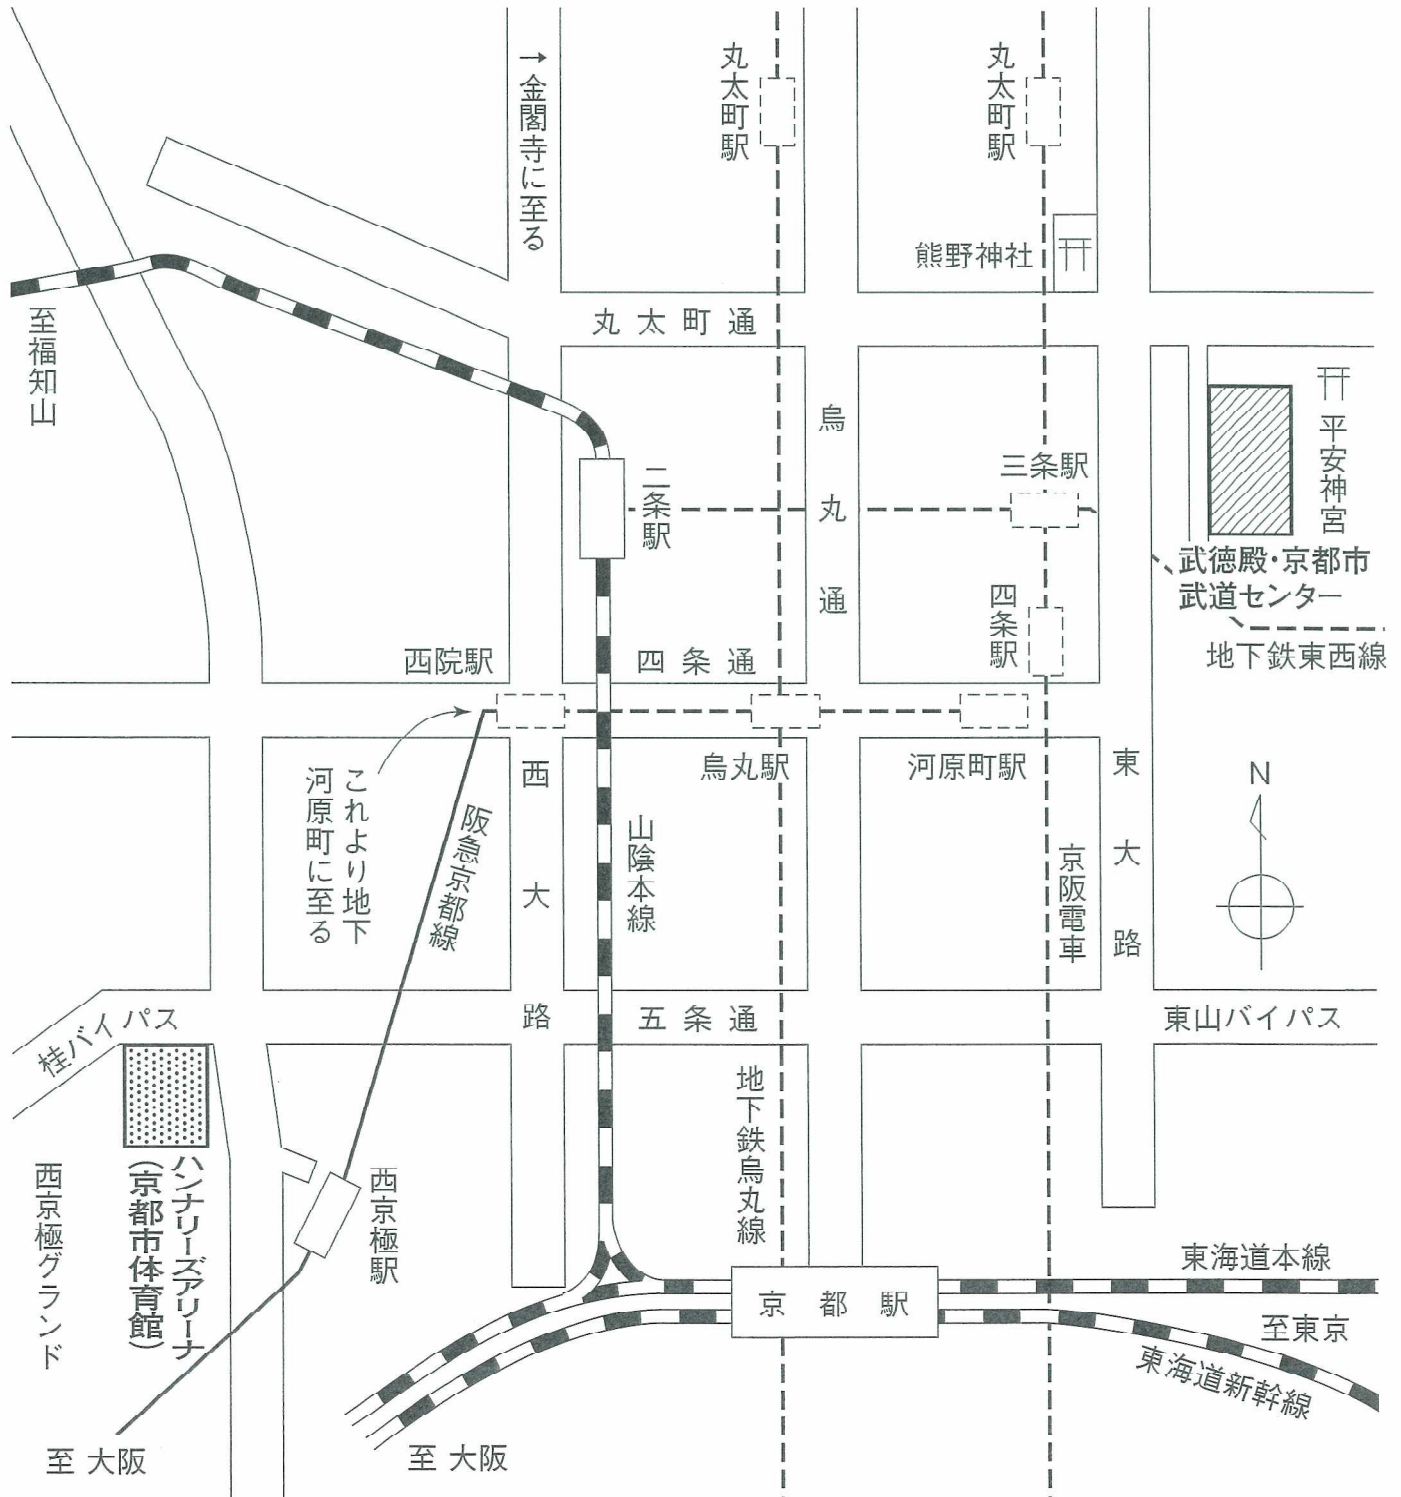 →金閣寺に至る
丸太町駅
丸太町駅
熊野神社
丸太町通
至福知山
烏丸通
平安神宮
三条駅
二条駅
武徳殿・京都市
武道センター
四条駅
地下鉄東西線
西院駅
四条通
烏丸駅
河原町駅
西大路
東大路
N
これより地下
河原町に至る
阪急京都線
山陰本線
京阪電車
桂バイパス
五条通
東山バイパス
地下鉄烏丸線
ハンナリーズアリーナ
(京都市体育館)
西京極グランド
西京極駅
東海道本線
京都駅
至東京
東海道新幹線
至 大阪
至 大阪